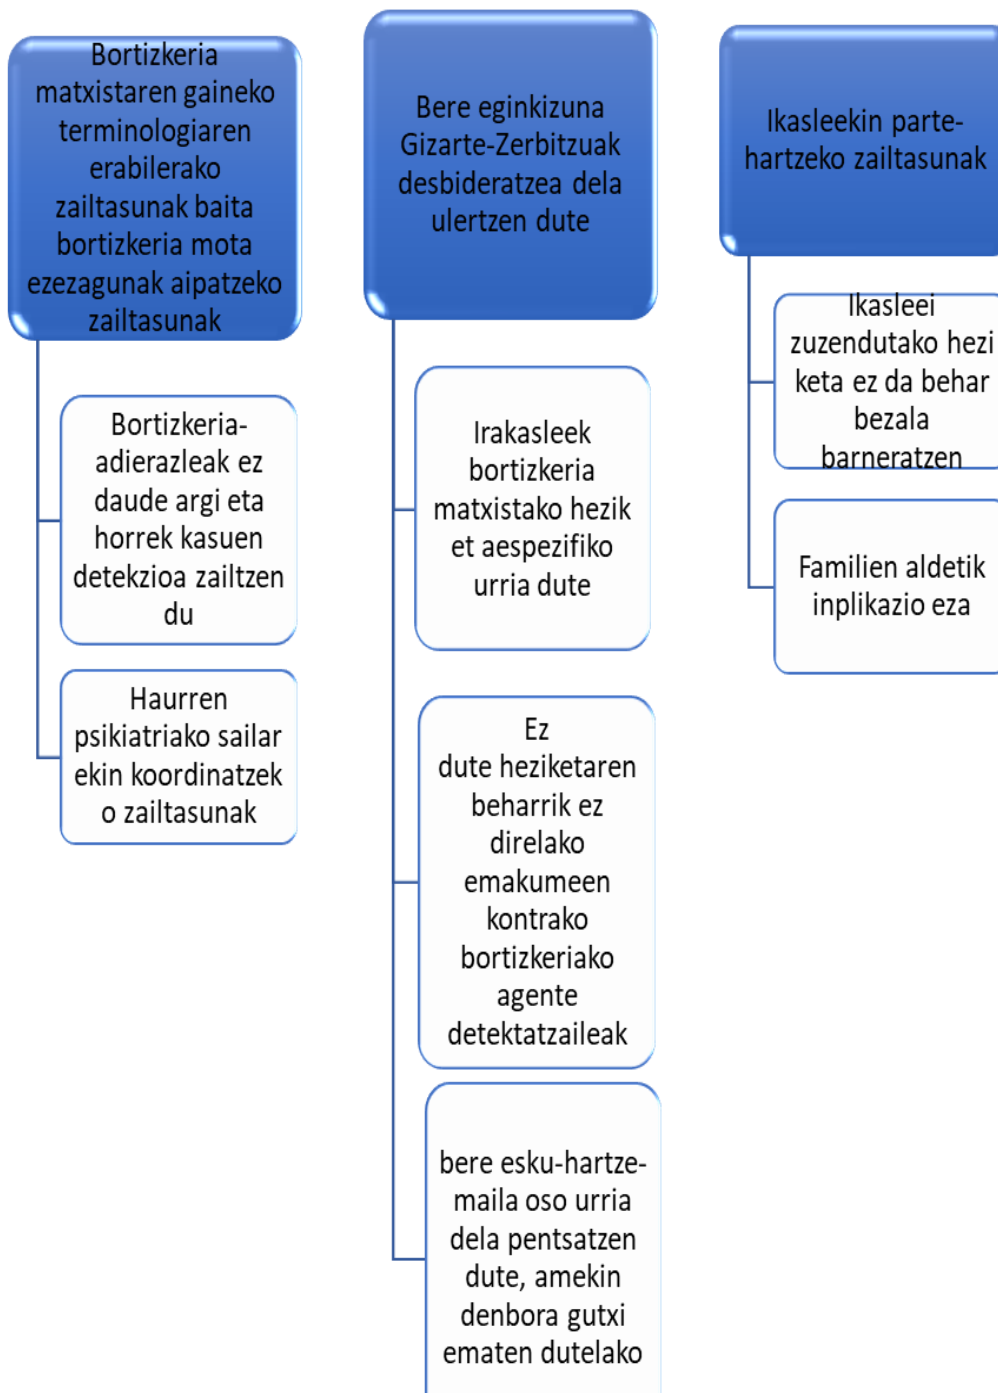 Bortizkeria
matxistaren gaineko
terminologiaren
erabilerako
zailtasunak baita
bortizkeria mota
ezezagunak aipatzeko
zailtasunak
Bortizkeria-
adierazleak ez
daude argi eta
horrek kasuen
detekzioa zailtzen
du
Haurren
psikiatriako sailar
ekin koordinatzek
o zailtasunak
Bere eginkizuna
Gizarte-Zerbitzuak
desbideratzea dela
ulertzen dute
Irakasleek
bortizkeria
matxistako hezik
et aespezifiko
urria dute
Ez
dute heziketaren
beharrik ez
direlako
emakumeen
kontrako
bortizkeriako
agente
detektatzaileak
bere esku-hartze-
maila oso urria
dela pentsatzen
dute, amekin
denbora gutxi
ematen dutelako
Ikasleekin parte-
hartzeko zailtasunak
Ikasleei
zuzendutako hezi
keta ez da behar
bezala
barneratzen
Familien aldetik
inplikazio eza